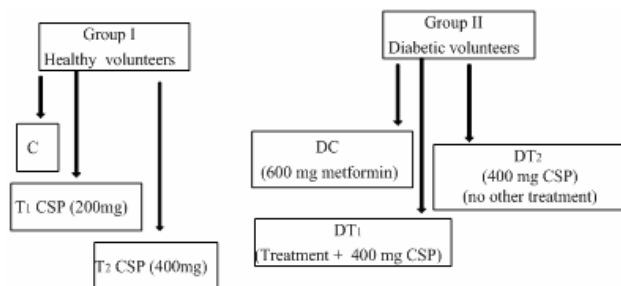 Group I
Healthy volunteers
C
T1 CSP (200mg)
T2 CSP (400mg)
Group II
Diabetic volunteers
DC
(600 mg metformin)
DT2
(400 mg CSP)
(no other treatment)
DT1
(Treatment + 400 mg CSP)